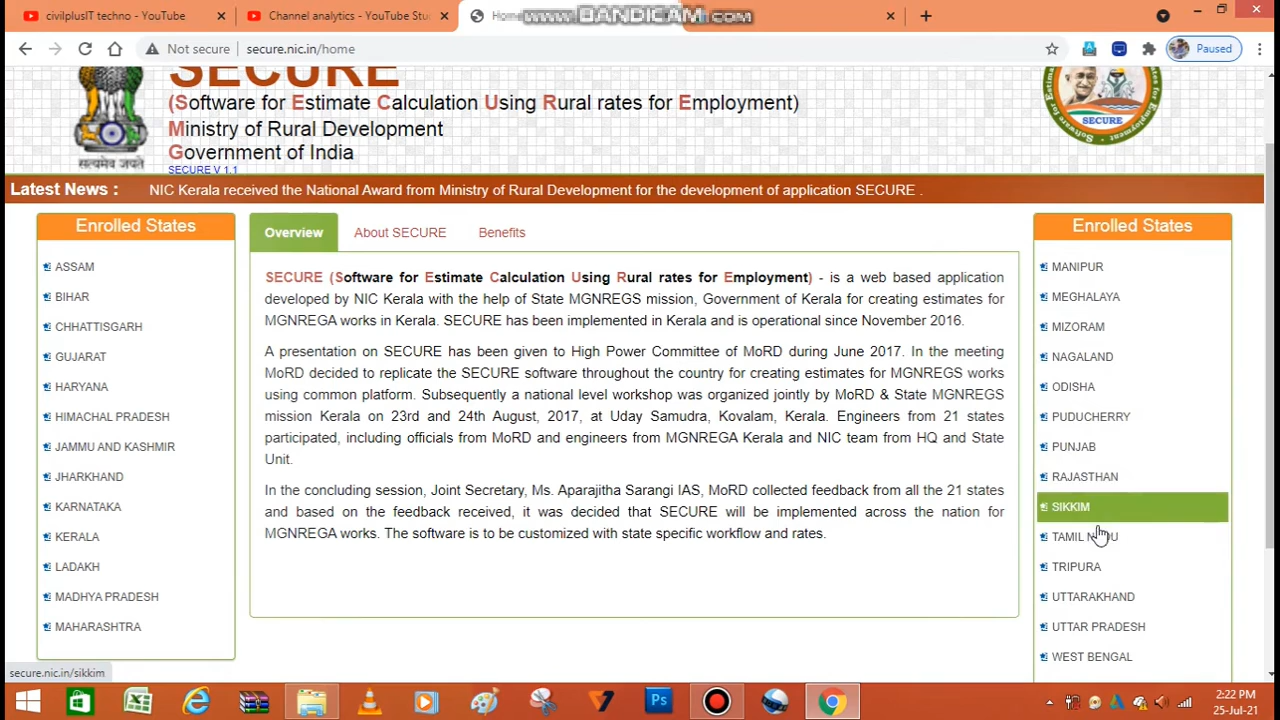 civilplusIT techno - YouTube
Channel analytics - YouTube Stu
WWW.BANDICAM.COM
Not secure
secure.nic.in/home
Paused
SECURE
(Software for Estimate Calculation Using Rural rates for Employment)
Ministry of Rural Development
Government of India
सत्यमेव जयते
SECURE V 1.1
SECURE
Latest News :
NIC Kerala received the National Award from Ministry of Rural Development for the development of application SECURE .
Enrolled States
ASSAM
BIHAR
CHHATTISGARH
GUJARAT
HARYANA
HIMACHAL PRADESH
JAMMU AND KASHMIR
JHARKHAND
KARNATAKA
KERALA
LADAKH
MADHYA PRADESH
MAHARASHTRA
Overview
About SECURE
Benefits
SECURE (Software for Estimate Calculation Using Rural rates for Employment) - is a web based application
developed by NIC Kerala with the help of State MGNREGS mission, Government of Kerala for creating estimates for
MGNREGA works in Kerala. SECURE has been implemented in Kerala and is operational since November 2016.
A presentation on SECURE has been given to High Power Committee of MoRD during June 2017. In the meeting
MoRD decided to replicate the SECURE software throughout the country for creating estimates for MGNREGS works
using common platform. Subsequently a national level workshop was organized jointly by MoRD & State MGNREGS
mission Kerala on 23rd and 24th August, 2017, at Uday Samudra, Kovalam, Kerala. Engineers from 21 states
participated, including officials from MoRD and engineers from MGNREGA Kerala and NIC team from HQ and State
Unit.
In the concluding session, Joint Secretary, Ms. Aparajitha Sarangi IAS, MoRD collected feedback from all the 21 states
and based on the feedback received, it was decided that SECURE will be implemented across the nation for
MGNREGA works. The software is to be customized with state specific workflow and rates.
Enrolled States
MANIPUR
MEGHALAYA
MIZORAM
NAGALAND
ODISHA
PUDUCHERRY
PUNJAB
RAJASTHAN
SIKKIM
TAMIL NADU
TRIPURA
UTTARAKHAND
UTTAR PRADESH
WEST BENGAL
secure.nic.in/sikkim
Ps
2:22 PM
25-Jul-21